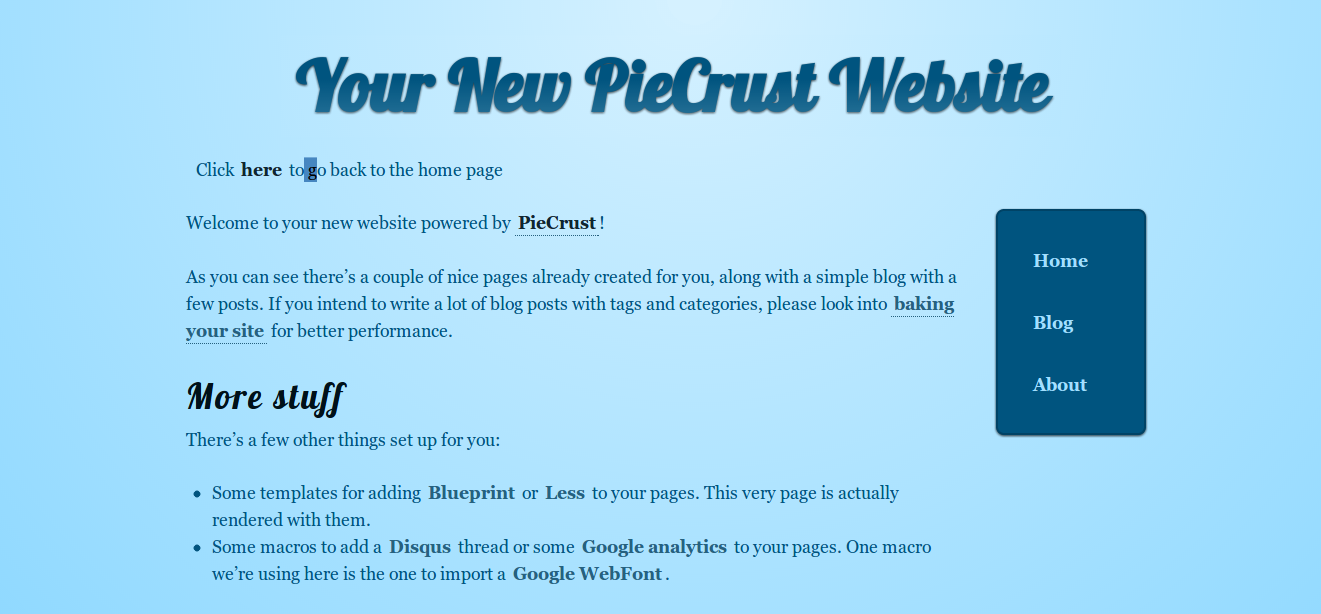 Your New PieCrust Website
Click here to go back to the home page
Welcome to your new website powered by PieCrust!
As you can see there’s a couple of nice pages already created for you, along with a simple blog with a
few posts. If you intend to write a lot of blog posts with tags and categories, please look into baking
your site for better performance.
Home
Blog
About
More stuff
There’s a few other things set up for you:
• Some templates for adding Blueprint or Less to your pages. This very page is actually
rendered with them.
• Some macros to add a Disqus thread or some Google analytics to your pages. One macro
we’re using here is the one to import a Google WebFont.